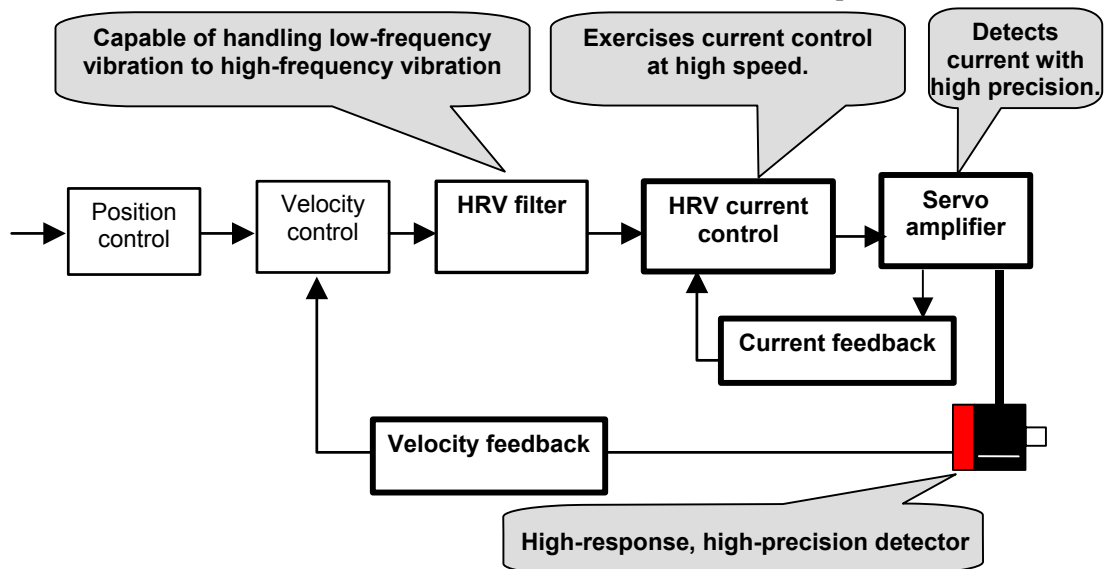 Capable of handling low-frequency
vibration to high-frequency vibration
Exercises current control
at high speed.
Detects
current with
high precision.
Position
control
Velocity
control
HRV filter
HRV current
control
Servo
amplifier
Current feedback
Velocity feedback
High-response, high-precision detector